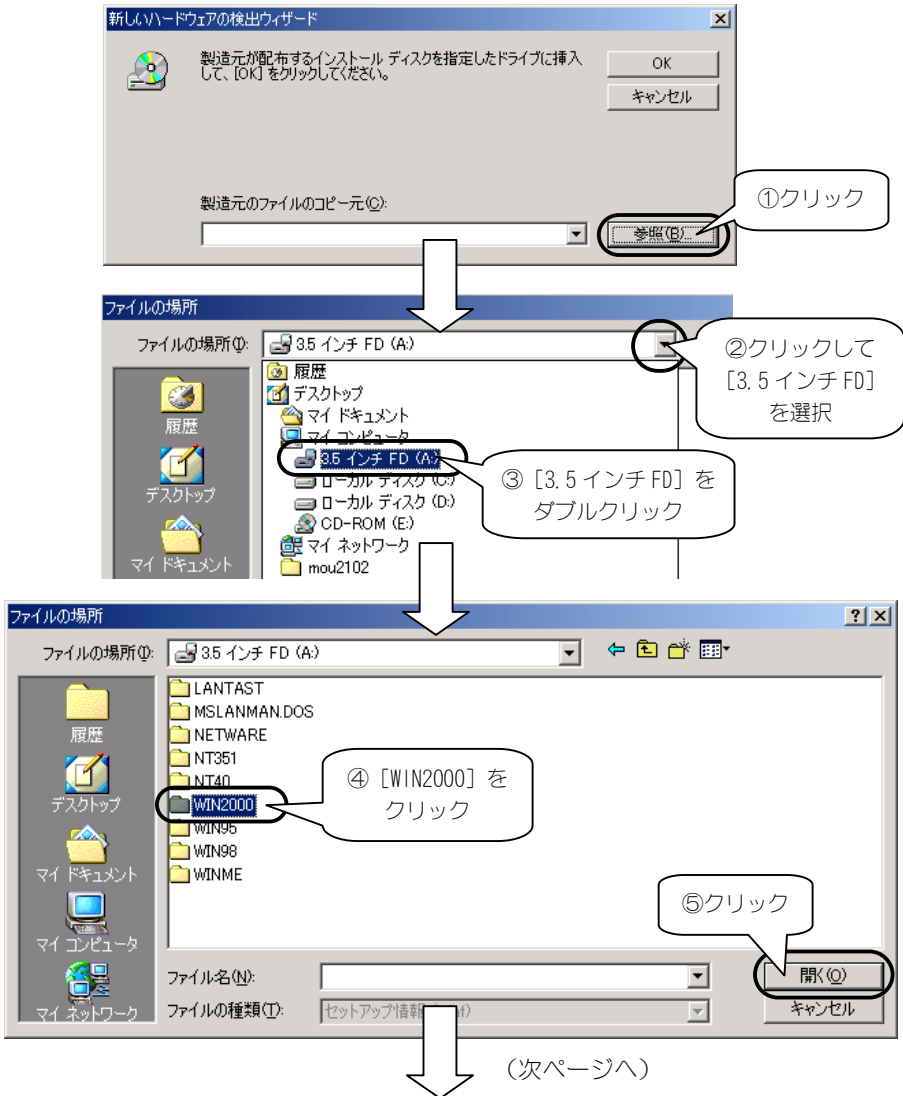 新しいハードウェアの検出ウィザード
製造元が配布するインストール ディスクを指定したドライブに挿入
して、[OK] をクリックしてください。
OK
キャンセル
製造元のファイルのコピー元(C):
参照(B)...
①クリック
ファイルの場所
ファイルの場所(I):
3.5 インチ FD (A:)
履歴
デスクトップ
マイ ドキュメント
履歴
デスクトップ
マイ ドキュメント
マイ コンピュータ
3.5 インチ FD (A:)
ローカル ディスク (C:)
ローカル ディスク (D:)
CD-ROM (E:)
マイ ネットワーク
mou2102
②クリックして
[3.5インチFD]
を選択
③ [3.5インチFD] を
ダブルクリック
ファイルの場所
ファイルの場所(I):
3.5 インチ FD (A:)
履歴
デスクトップ
マイ ドキュメント
マイ コンピュータ
マイ ネットワーク
LANTAST
MSLANMAN.DOS
NETWARE
NT351
NT40
WIN2000
WIN95
WIN98
WINME
④ [WIN2000] を
クリック
⑤クリック
ファイル名(N):
開く(O)
ファイルの種類(T):
セットアップ情報
キャンセル
(次ページへ)